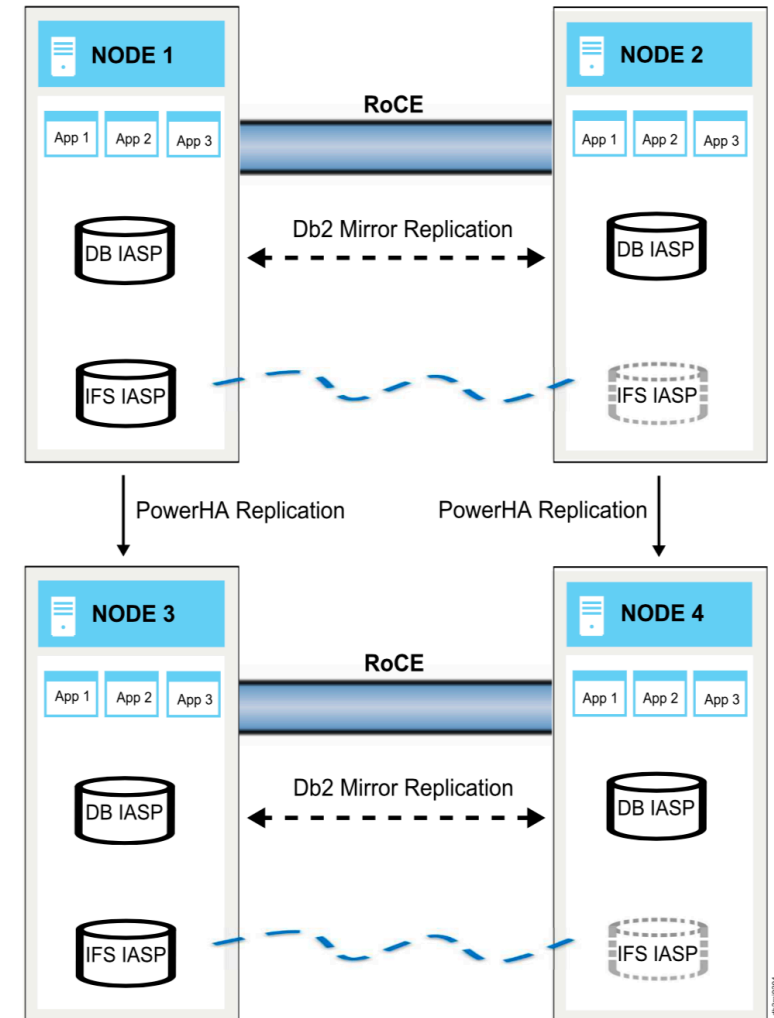 NODE 1
NODE 2
RoCE
App 1
App 2
App 3
App 1
App 2
App 3
DB IASP
Db2 Mirror Replication
DB IASP
IFS IASP
IFS IASP
PowerHA Replication
PowerHA Replication
NODE 3
NODE 4
RoCE
App 1
App 2
App 3
App 1
App 2
App 3
DB IASP
Db2 Mirror Replication
DB IASP
IFS IASP
IFS IASP